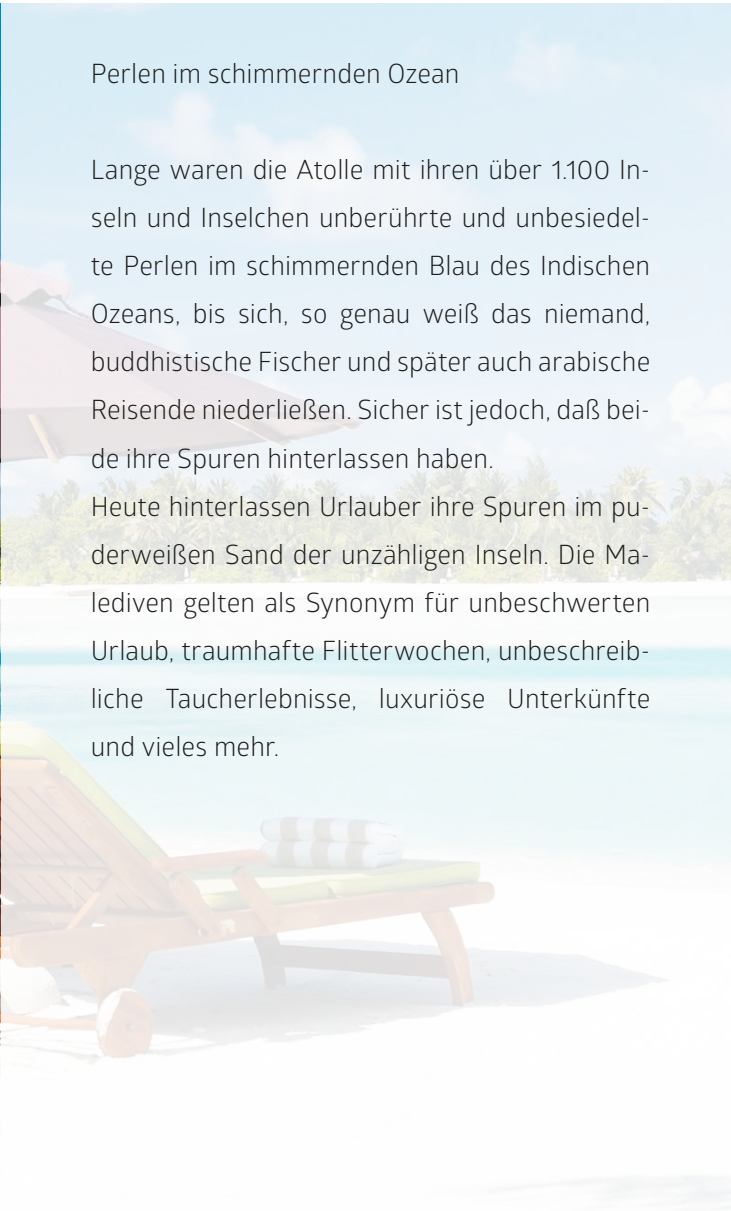 Perlen im schimmernden Ozean
Lange waren die Atolle mit ihren über 1.100 In-
seln und Inselchen unberührte und unbesiedel-
te Perlen im schimmernden Blau des Indischen
Ozeans, bis sich, so genau weiß das niemand,
buddhistische Fischer und später auch arabische
Reisende niederließen. Sicher ist jedoch, daß bei-
de ihre Spuren hinterlassen haben.
Heute hinterlassen Urlauber ihre Spuren im pu-
derweißen Sand der unzähligen Inseln. Die Ma-
lediven gelten als Synonym für unbeschwerten
Urlaub, traumhafte Flitterwochen, unbeschreib-
liche Taucherlebnisse, luxuriöse Unterkünfte
und vieles mehr.